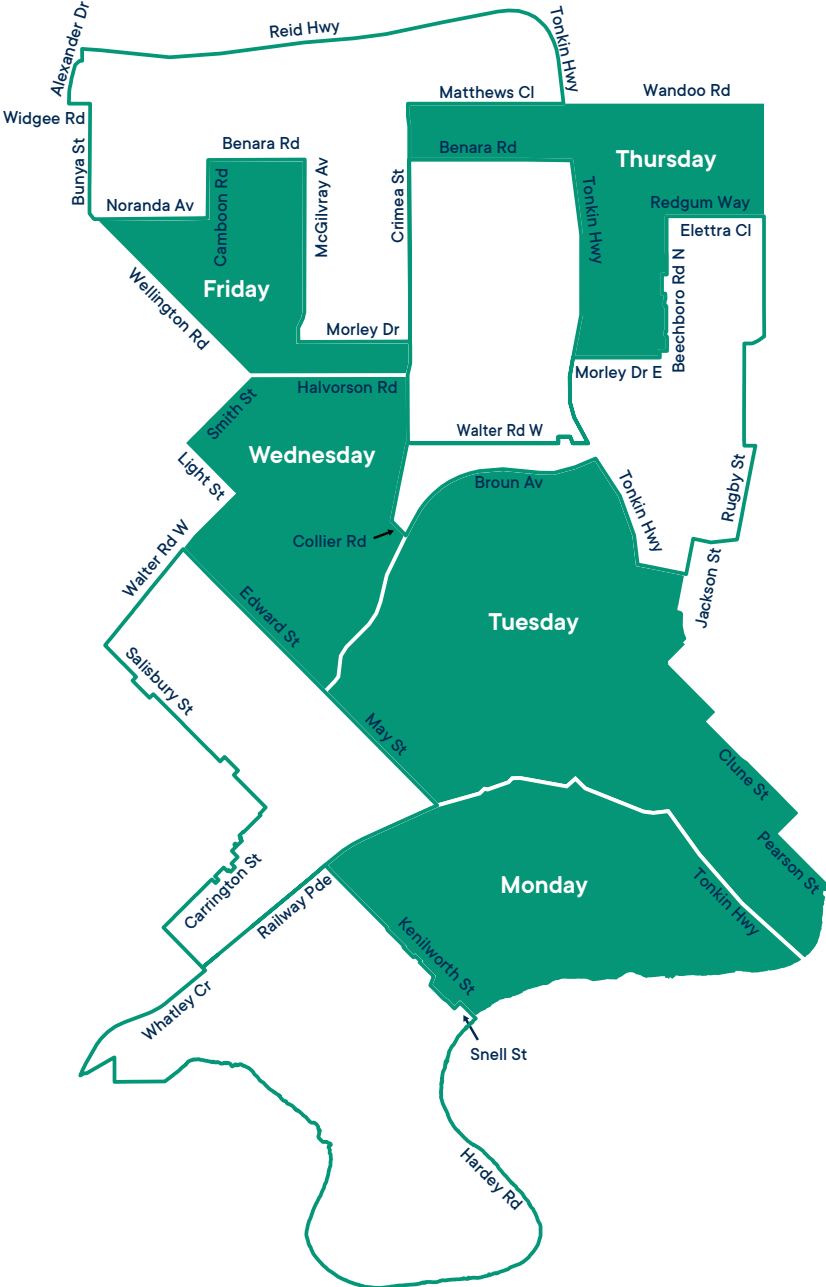 Alexander Dr
Reid Hwy
Tonkin Hwy
Matthews Cl
Wandoo Rd
Widgee Rd
Bunya St
Benara Rd
Benara Rd
Thursday
Noranda Av
Camboon Rd
McGilvray Av
Crimea St
Tonkin Hwy
Redgum Way
Elettra Cl
Beechboro Rd N
Friday
Wellington Rd
Morley Dr
Morley Dr E
Halvorson Rd
Smith St
Walter Rd W
Wednesday
Light St
Broun Av
Tonkin Hwy
Rugby St
Walter Rd W
Collier Rd
Jackson St
Edward St
Tuesday
Salisbury St
May St
Clune St
Pearson St
Carrington St
Railway Pde
Monday
Tonkin Hwy
Kenilworth St
Whatley Cr
Snell St
Hardey Rd